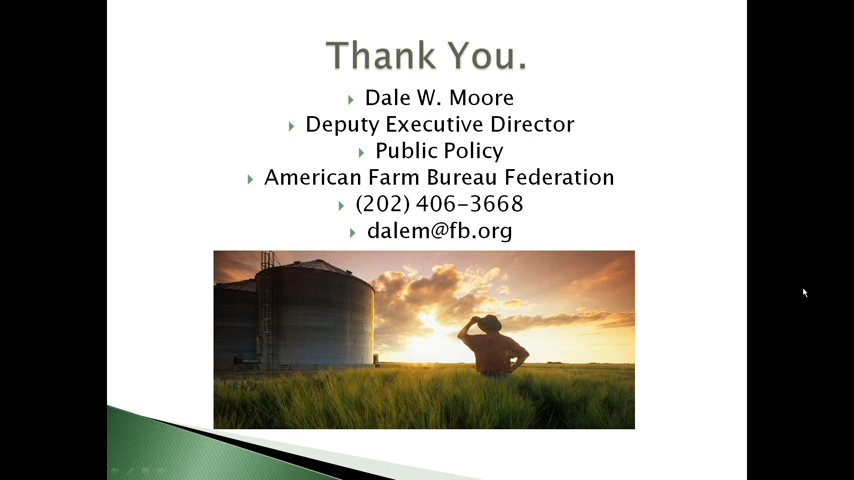 Thank You.
Dale W. Moore
Deputy Executive Director
Public Policy
American Farm Bureau Federation
(202) 406-3668
dalem@fb.org